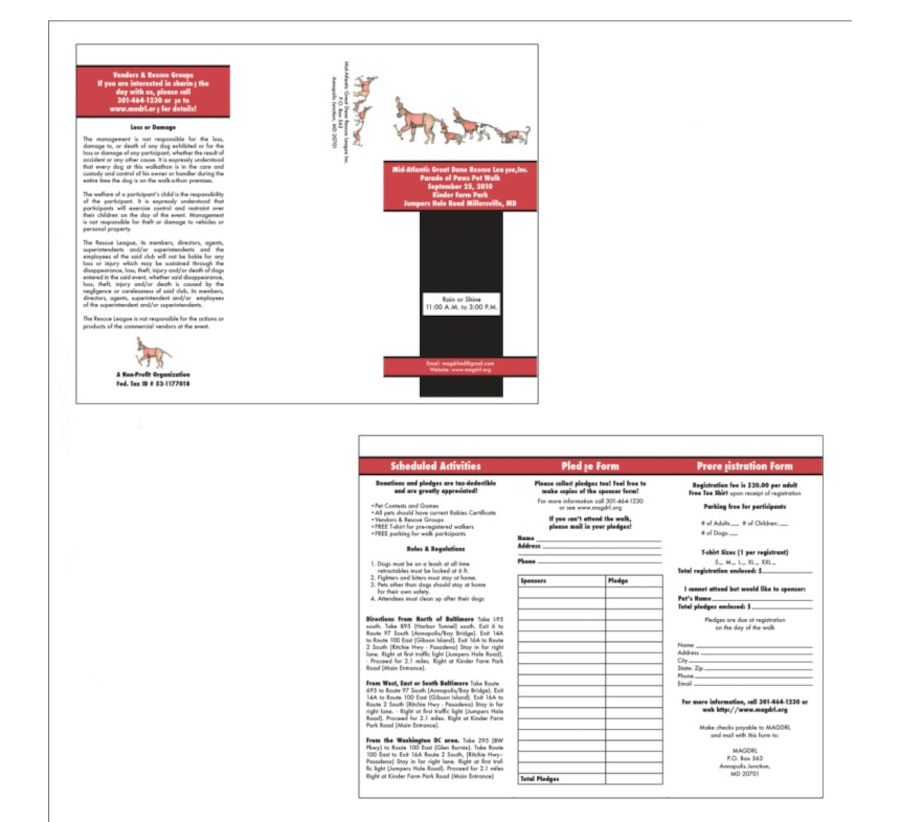 Vendors & Rescue Groups
If you are interested in sharin g the
day with us, please call
301-464-1230 or go to
www.madrl.or g for details!
Loss or Damage
The management is not responsible for the loss,
damage to, or death of any dog exhibited or for the
loss or damage of any participant, whether the result of
accident or any other cause. It is expressly understood
that every dog at this walkathon is in the care and
custody and control of his owner or handler during the
entire time the dog is on the walk-athon premises.
The welfare of a participant's child is the responsibility
of the participant. It is expresly understood that
participants will exercise control and restraint over
their children on the day of the event. Management
is not responsible for theft or damage to vehicles or
personal property.
The Rescue League, its members, directors, agents,
superintendents and/or superintendents and the
employees of the said club will not be liable for any
loss or injury which may be sustained through the
disappearance, loss, theft, injury and/or death of dogs
entered in the said event, whether said disappearance,
loss, theft, injury and/or death is caused by the
negligence or carelessness of said club, its members,
directors, agents, superintendent and/or employees
of the superintendent and/or superintendents.
The Rescue League is not responsible for the actions or
products of the commercial vendors at the event.
A Non-Profit Organization
Fed. Tax ID # 52-1177018
Mid-Atlantic Great Dane Rescue League Inc.
P.O. Box 563
Annapolis Junction, MD 20701
Mid-Atlantic Great Dane Rescue Lea gue,Inc.
Parade of Paws Pet Walk
September 25, 2010
Kinder Farm Park
Jumpers Hole Road Millersville, MD
Rain or Shine
11:00 A.M. to 3:00 P.M.
Email: magdrlmd@gmail.com
Website: www.magdrl.org
Scheduled Activities
Donations and pledges are tax-deductible
and are greatly appreciated!
• Pet Contests and Games
• All pets should have current Rabies Certificate
• Vendors & Rescue Groups
• FREE T-shirt for pre-registered walkers
• FREE parking for walk participants
Rules & Regulations
1. Dogs must be on a leash at all time
retractables must be locked at 6 ft.
2. Fighters and biters must stay at home.
3. Pets other than dogs should stay at home
for their own safety.
4. Attendees must clean up after their dogs
Directions From North of Baltimore Take I-95
south. Take 895 (Harbor Tunnel) south. Exit 6 to
Route 97 South (Annapolis/Bay Bridge). Exit 14A
to Route 100 East (Gibson Island). Exit 16A to Route
2 South (Ritchie Hwy - Pasadena) Stay in far right
lane. Right at first traffic light (Jumpers Hole Road).
- Proceed for 2.1 miles. Right at Kinder Farm Park
Road (Main Entrance).
From West, East or South Baltimore Take Route
695 to Route 97 South (Annapolis/Bay Bridge). Exit
14A to Route 100 East (Gibson Island). Exit 16A to
Route 2 South (Ritchie Hwy - Pasadena) Stay in far
right lane. - Right at first traffic light (Jumpers Hole
Road). Proceed for 2.1 miles. Right at Kinder Farm
Park Road (Main Entrance).
From the Washington DC area. Take 295 (BW
Pkwy) to Route 100 East (Glen Burnie). Take Route
100 East to Exit 16A Route 2 South, (Ritchie Hwy-
Pasadena) Stay in far right lane. Right at first traf-
fic light (Jumpers Hole Road). Proceed for 2.1 miles
Right at Kinder Farm Park Road (Main Entrance)
Pled ge Form
Please collect pledges too! Feel free to
make copies of the sponsor form!
For more information call 301-464-1230
or see www.magdrl.org
If you can't attend the walk,
please mail in your pledges!
Name
Address
Phone
Sponsors Pledge
Total Pledges
Prere gistration Form
Registration fee is $20.00 per adult
Free Tee Shirt upon receipt of registration
Parking free for participants
# of Adults:__ # of Children:__
# of Dogs:__
T-shirt Sizes (1 per registrant)
S_ M_ L_ XL_ XXL_
Total registration enclosed: $
I cannot attend but would like to sponsor:
Pet's Name
Total pledges enclosed: $
Pledges are due at registration
on the day of the walk
Name
Address
City
State: Zip
Phone
Email
For more information, call 301-464-1230 or
web http://www.magdrl.org
Make checks payable to MAGDRL
and mail with this form to:
MAGDRL
P.O. Box 563
Annapolis Junction,
MD 20701